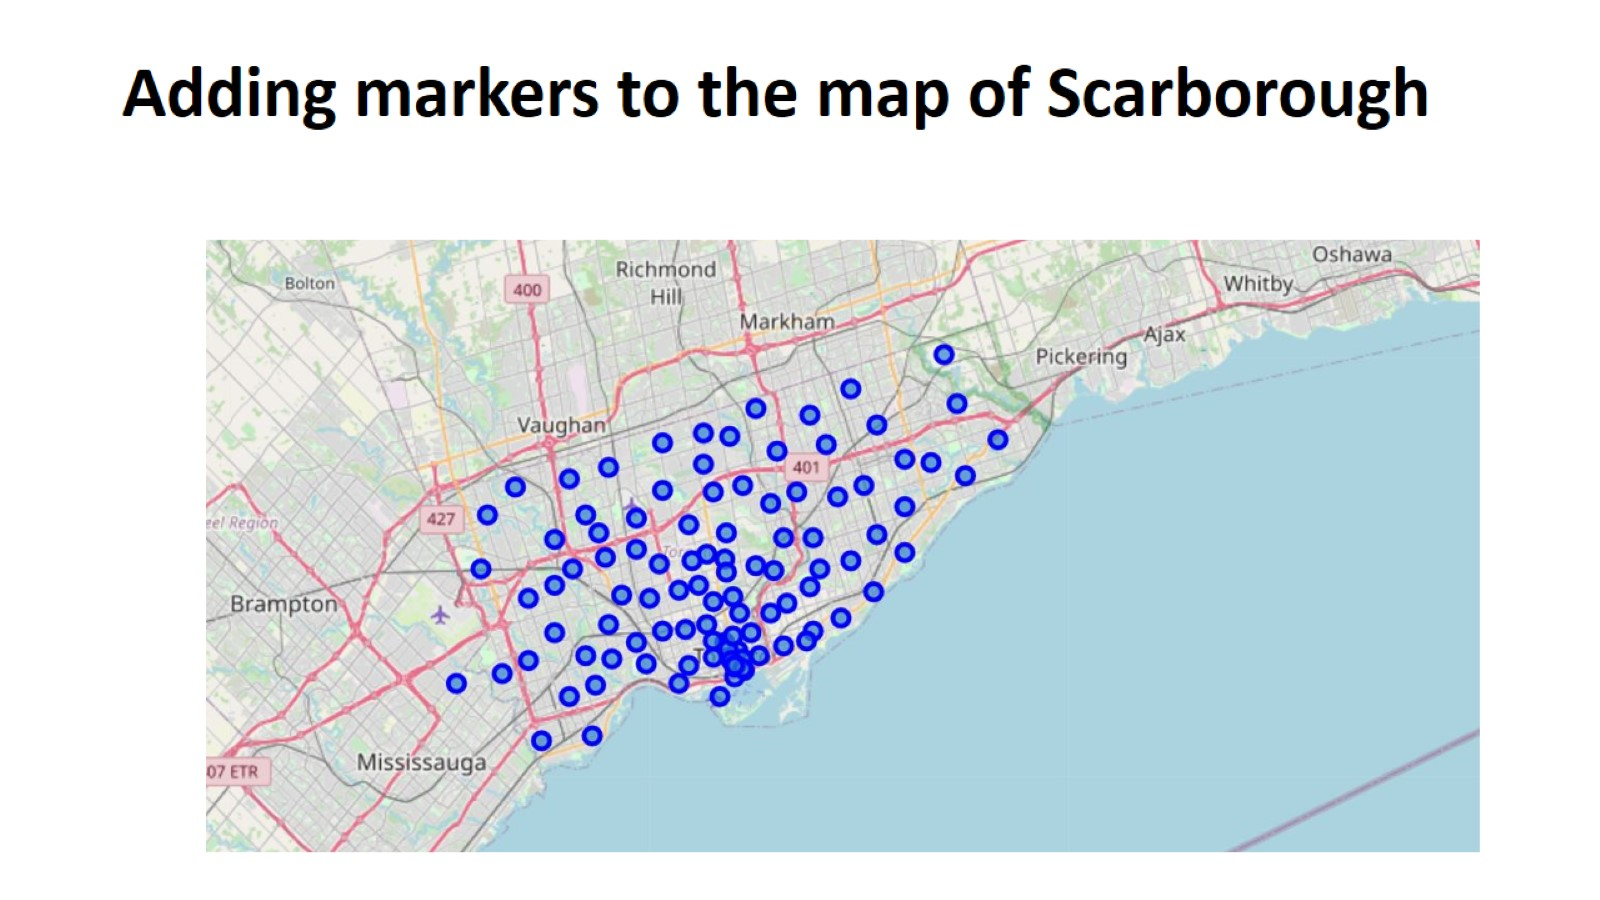 Adding markers to the map of Scarborough
Oshawa
Richmond
Hill
Bolton
Whitby
400
Markham
Ajax
Pickering
Vaughan
401
427
eel Region
Tor
Brampton
T
Mississauga
07 ETR